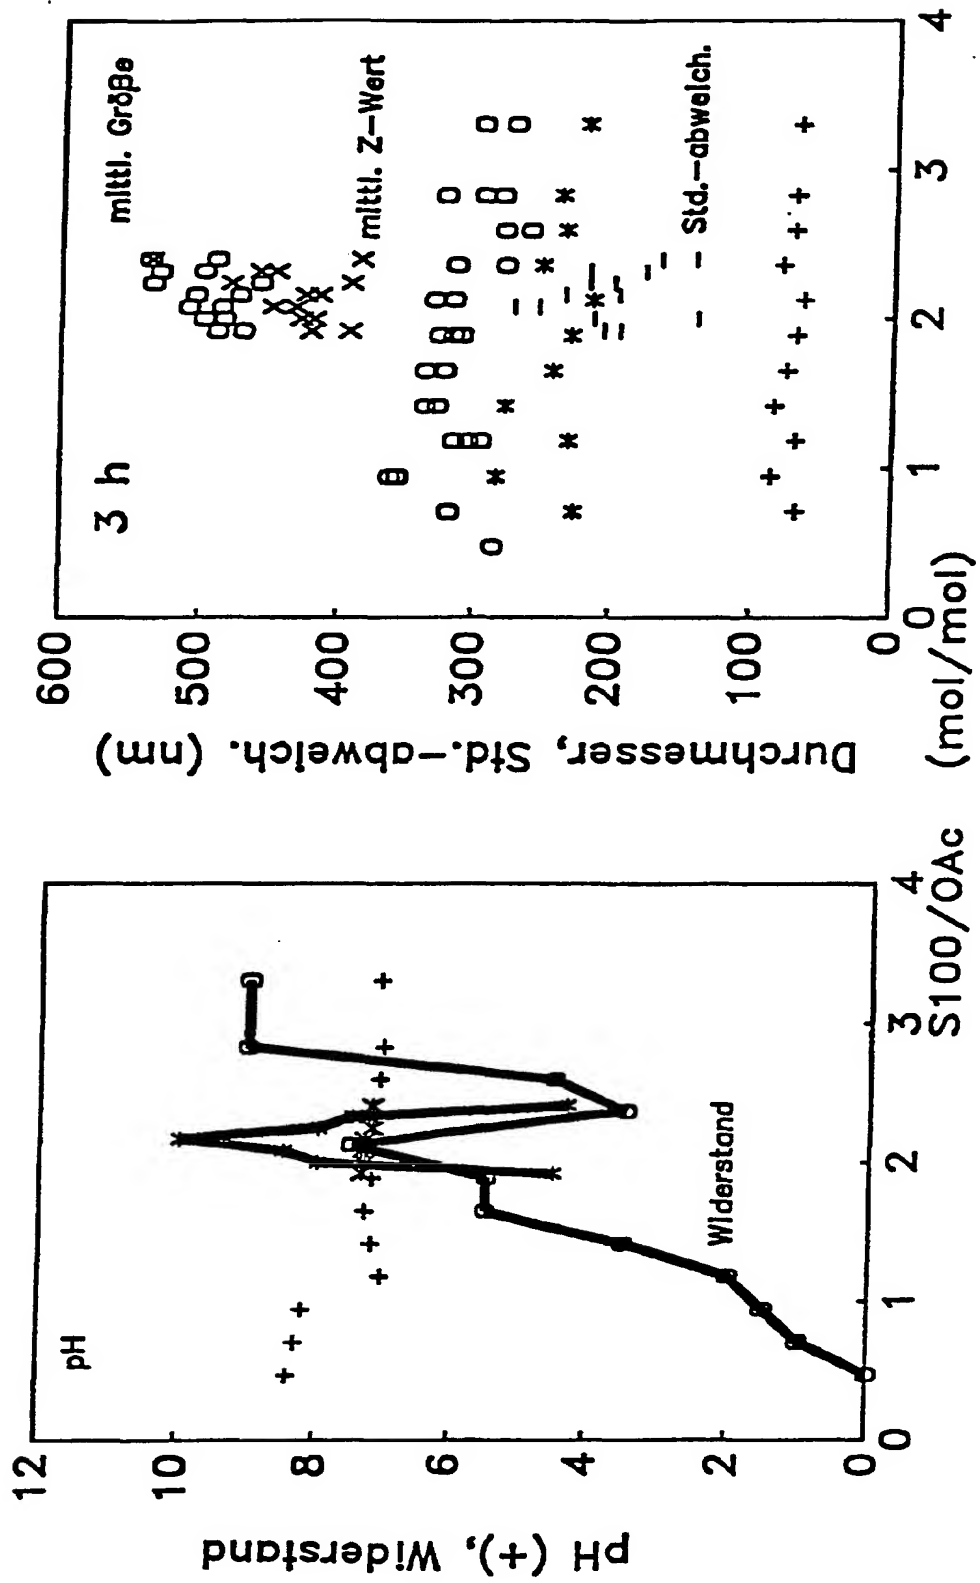 12
10
8
6
4
2
0
pH (+), Widerstand
0
1
2
3
4
S100/OAc (mol/mol)
pH
Widerstand
600
500
400
300
200
100
0
Durchmesser, Std.-abweich. (nm)
0
1
2
3
4
3 h
mittl. Größe
mittl. Z-Wert
Std.-abweich.